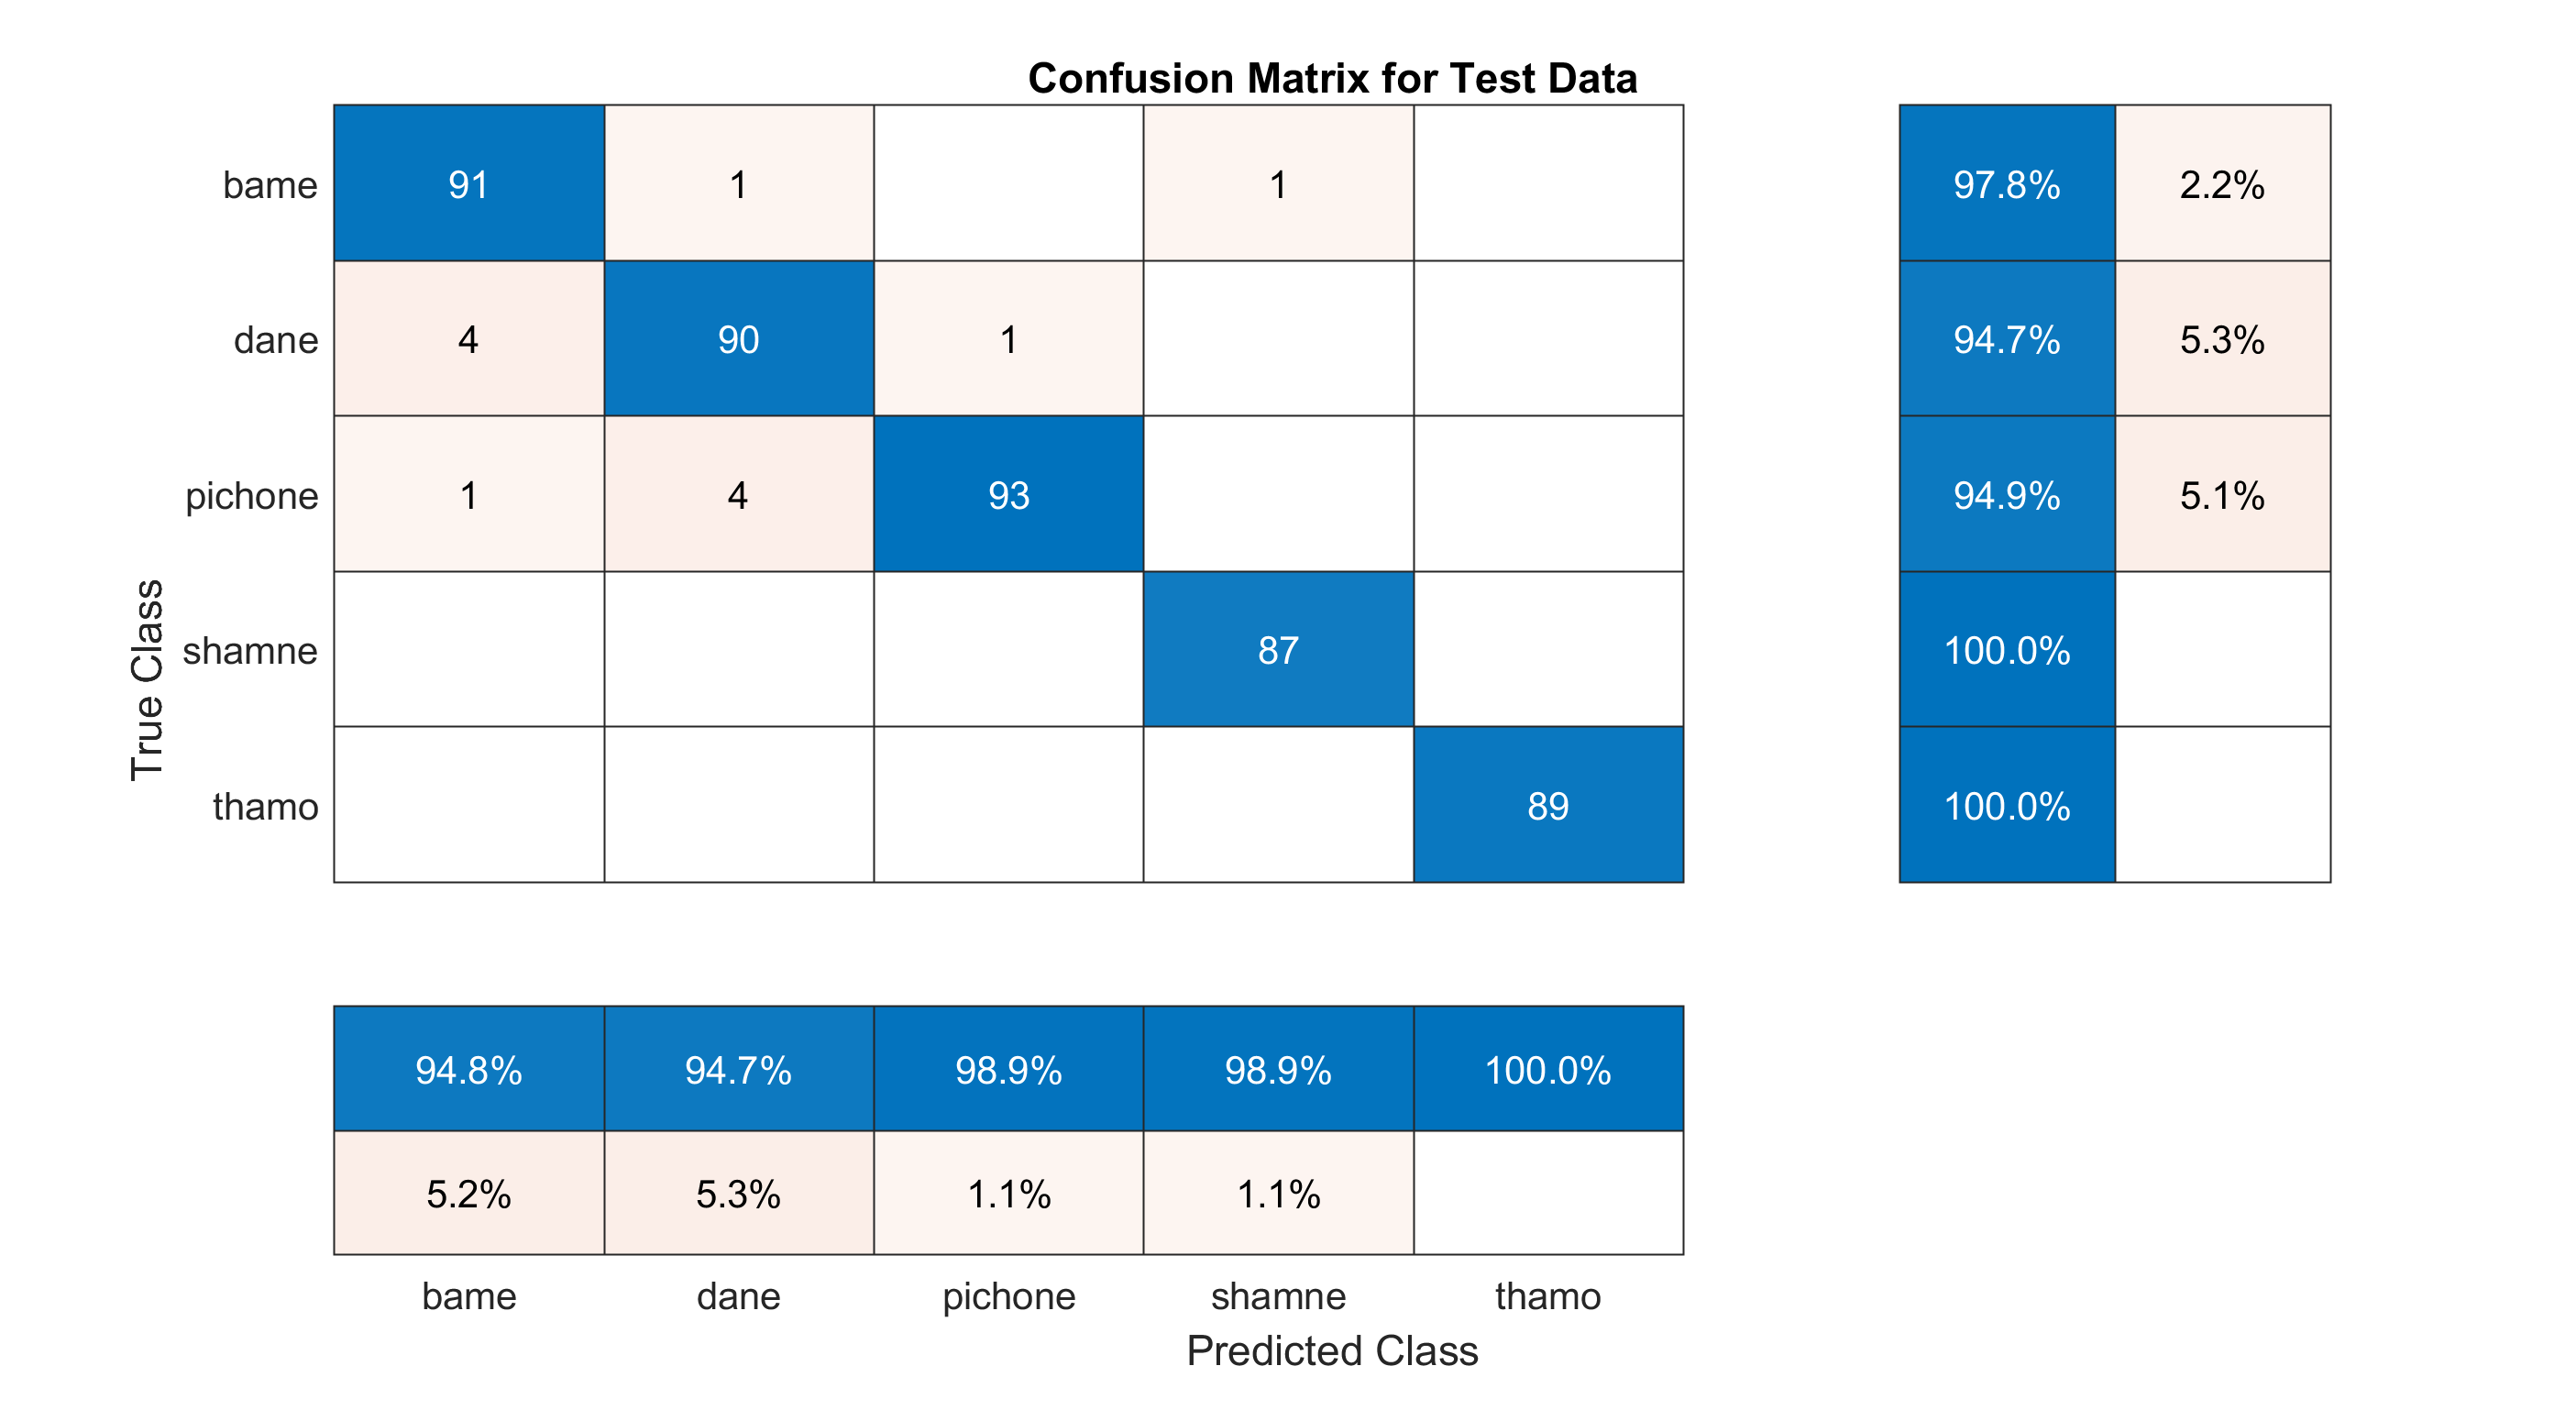 Confusion Matrix for Test Data
bame 91 1 1 97.8% 2.2%
dane 4 90 1 94.7% 5.3%
pichone 1 4 93 94.9% 5.1%
shamne 87 100.0%
thamo 89 100.0%
True Class
94.8% 94.7% 98.9% 98.9% 100.0%
5.2% 5.3% 1.1% 1.1%
bame dane pichone shamne thamo
Predicted Class